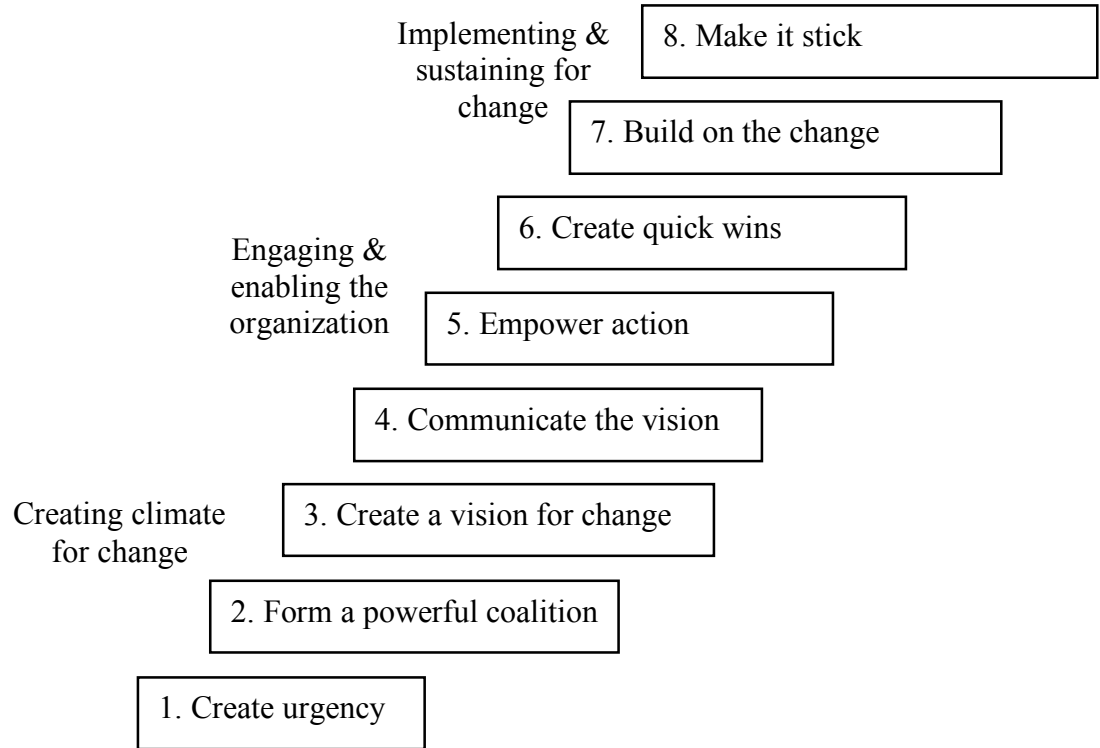 Implementing &
sustaining for
change
8. Make it stick
7. Build on the change
6. Create quick wins
Engaging &
enabling the
organization
5. Empower action
4. Communicate the vision
Creating climate
for change
3. Create a vision for change
2. Form a powerful coalition
1. Create urgency